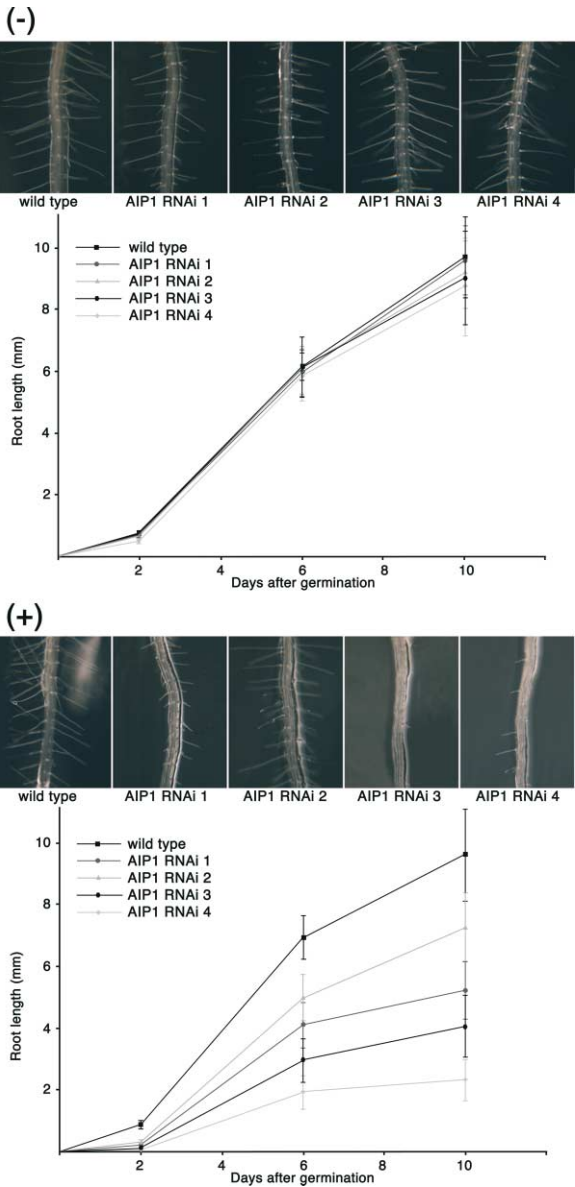 (-)
wild type AIP1 RNAi 1 AIP1 RNAi 2 AIP1 RNAi 3 AIP1 RNAi 4
wild type
AIP1 RNAi 1
AIP1 RNAi 2
AIP1 RNAi 3
AIP1 RNAi 4
Root length (mm)
10
8
6
4
2
2 6 10
Days after germination
(+)
wild type AIP1 RNAi 1 AIP1 RNAi 2 AIP1 RNAi 3 AIP1 RNAi 4
wild type
AIP1 RNAi 1
AIP1 RNAi 2
AIP1 RNAi 3
AIP1 RNAi 4
Root length (mm)
10
8
6
4
2
2 6 10
Days after germination